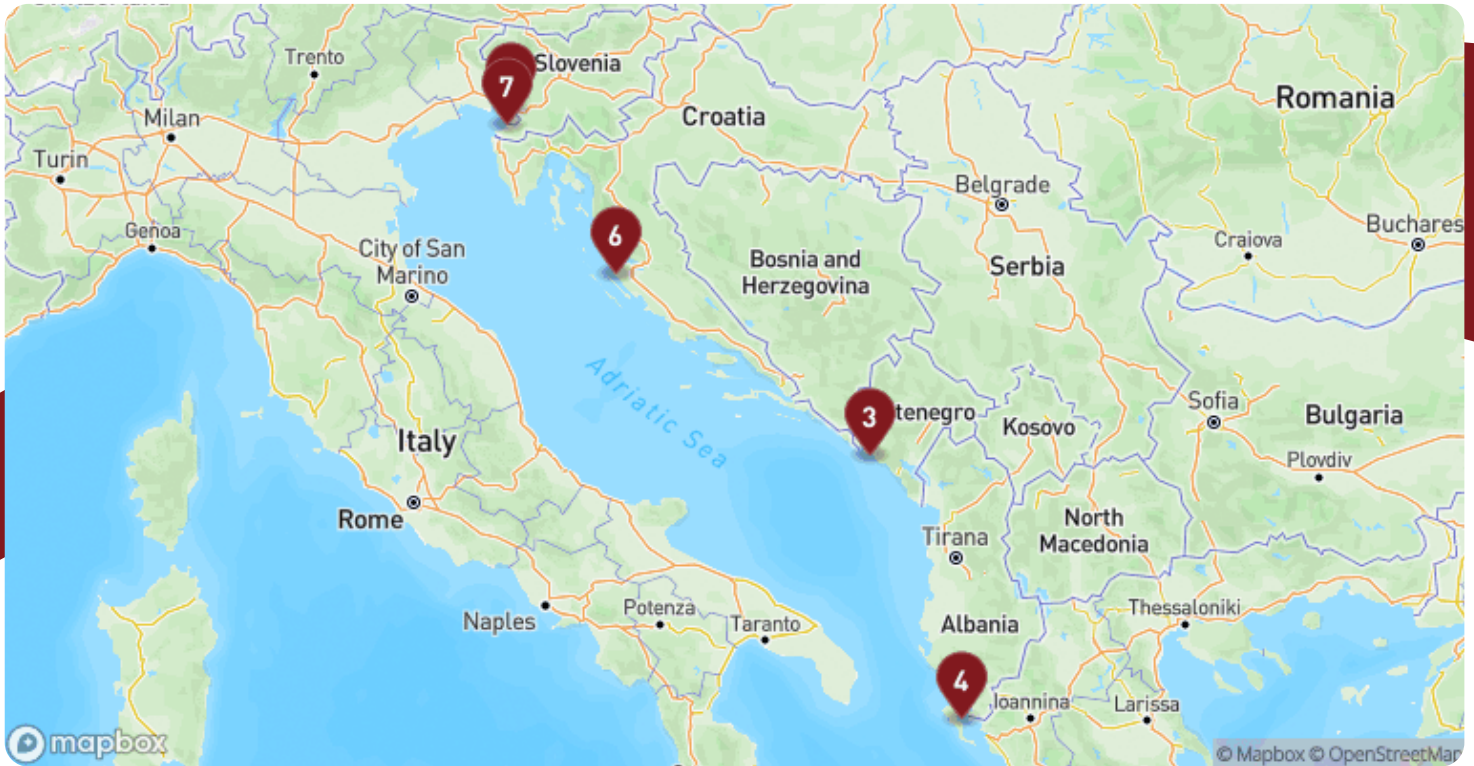 Trento
Slovenia
7
Croatia
Romania
Milan
Turin
Belgrade
Genoa
6
City of San
Marino
Bosnia and
Herzegovina
Serbia
Craiova
Buchares
Adriatic Sea
3
tenegro
Kosovo
Sofia
Bulgaria
Plovdiv
Italy
Rome
North
Macedonia
Tirana
Naples
Potenza
Taranto
Albania
Thessaloniki
4
Ioannina
Larissa
mapbox
© Mapbox © OpenStreetMap